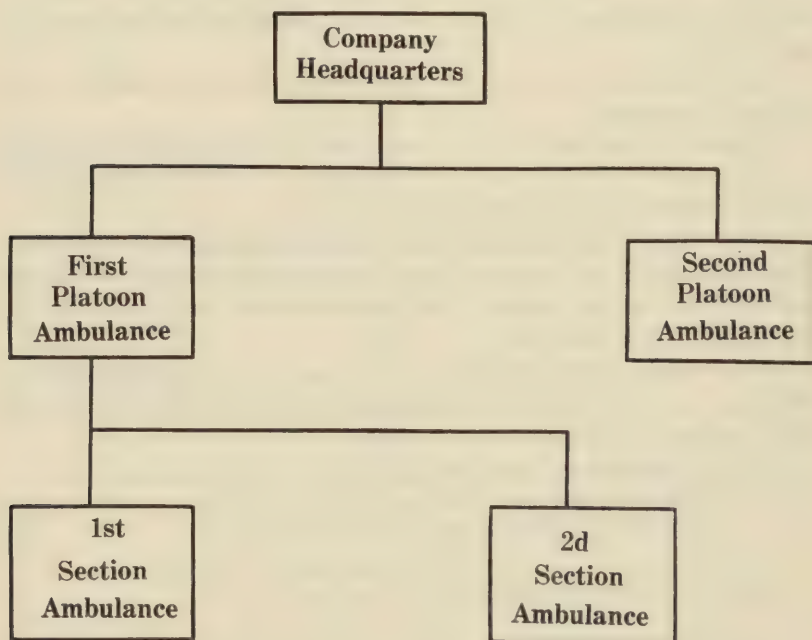 Company
Headquarters
First
Platoon
Ambulance
Second
Platoon
Ambulance
1st
Section
Ambulance
2d
Section
Ambulance